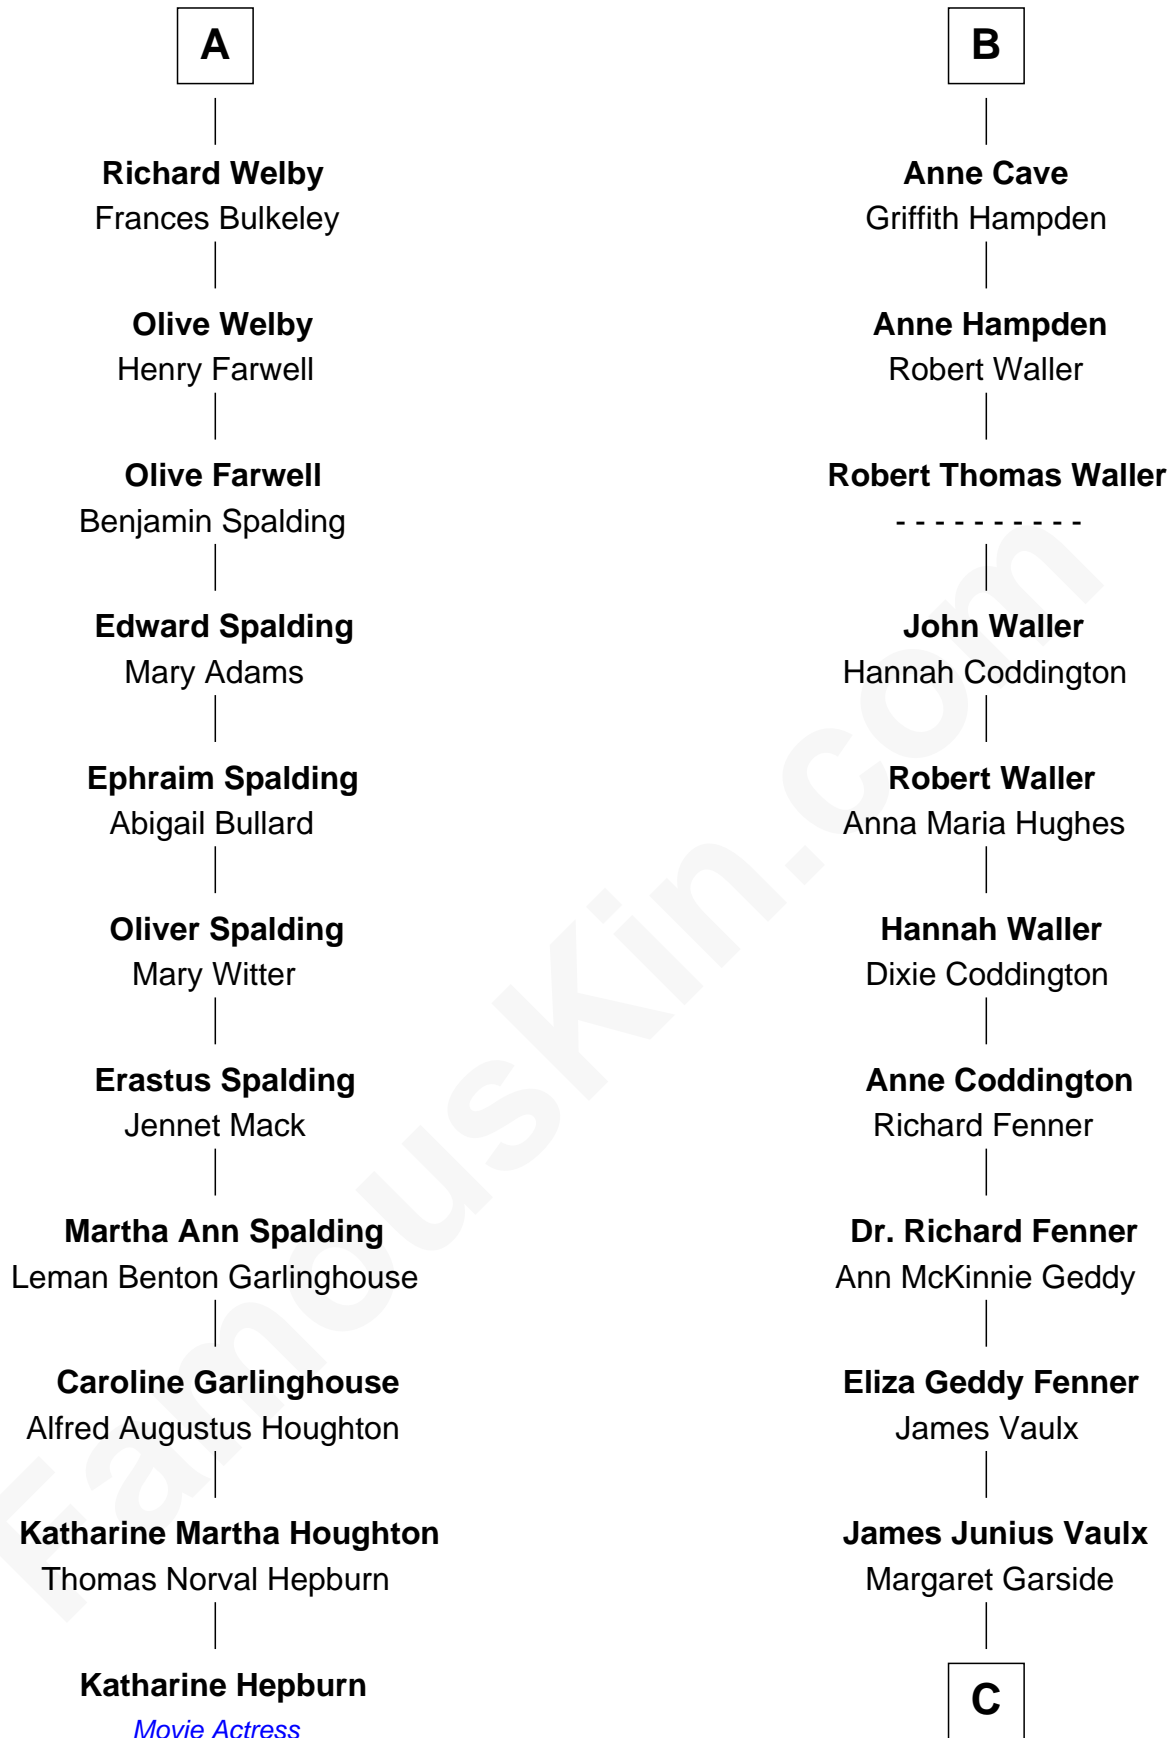 A
Richard Welby
Frances Bulkeley
Olive Welby
Henry Farwell
Olive Farwell
Benjamin Spalding
Edward Spalding
Mary Adams
Ephraim Spalding
Abigail Bullard
Oliver Spalding
Mary Witter
Erastus Spalding
Jennet Mack
Martha Ann Spalding
Leman Benton Garlinghouse
Caroline Garlinghouse
Alfred Augustus Houghton
Katharine Martha Houghton
Thomas Norval Hepburn
Katharine Hepburn
Movie Actress
B
Anne Cave
Griffith Hampden
Anne Hampden
Robert Waller
Robert Thomas Waller
- - - - - - - - - -
John Waller
Hannah Coddington
Robert Waller
Anna Maria Hughes
Hannah Waller
Dixie Coddington
Anne Coddington
Richard Fenner
Dr. Richard Fenner
Ann McKinnie Geddy
Eliza Geddy Fenner
James Vaulx
James Junius Vaulx
Margaret Garside
C
FamousKin.com